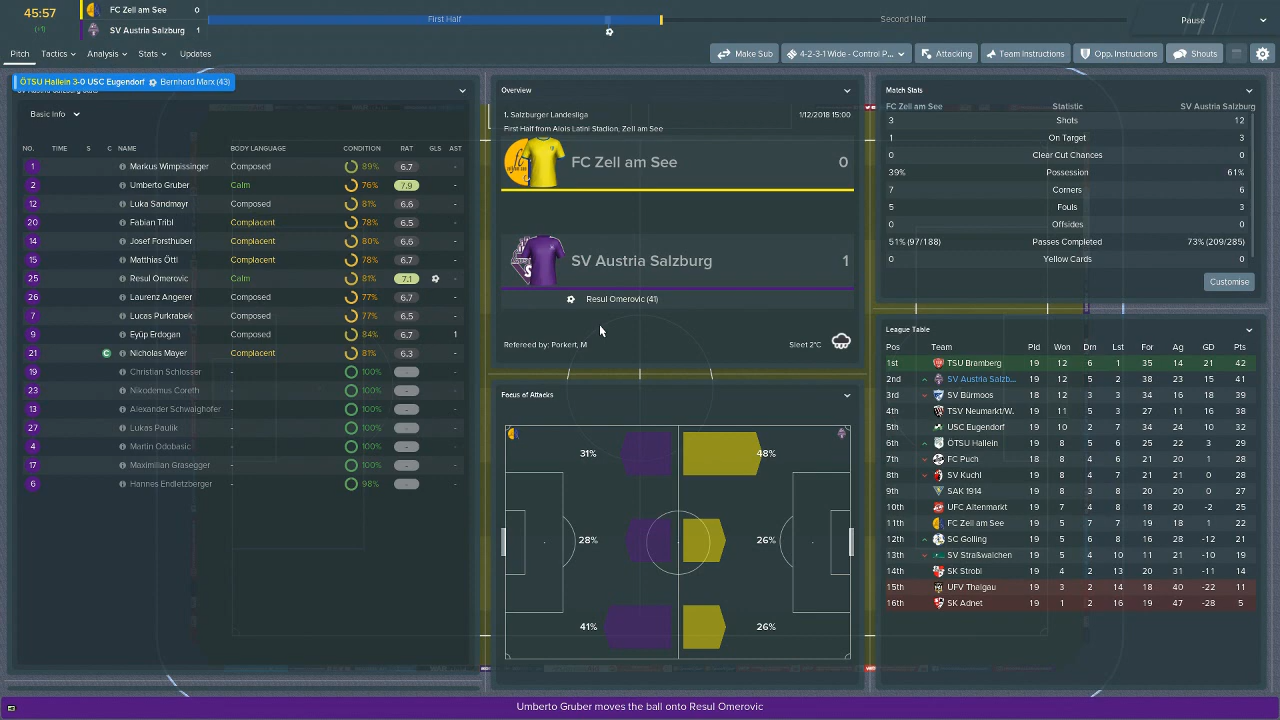 45:57
(+1)
FC Zell am See 0
SV Austria Salzburg 1
First Half
Second Half
Pause
Pitch Tactics Analysis Stats Updates
Make Sub 4-2-3-1 Wide - Control P... Attacking Team Instructions Opp. Instructions Shouts
ÖTSU Hallein 3-0 USC Eugendorf Bernhard Marx (43)
Basic Info
NO. TIME S C NAME BODY LANGUAGE CONDITION RAT GLS AST
1 Markus Wimpissinger Composed 89% 6.7 -
2 Umberto Gruber Calm 76% 7.9 -
12 Luka Sandmayr Composed 81% 6.6 -
20 Fabian Tribl Complacent 78% 6.5 -
14 Josef Forsthuber Complacent 80% 6.6 -
15 Matthias Öttl Complacent 78% 6.7 -
25 Resul Omerovic Calm 81% 7.1 -
26 Laurenz Angerer Composed 77% 6.7 -
7 Lucas Purkrabek Composed 77% 6.5 -
9 Eyüp Erdogan Composed 84% 6.7 1
21 C Nicholas Mayer Complacent 81% 6.3 -
19 Christian Schlosser - 100% - -
23 Nikodemus Coreth - 100% - -
13 Alexander Schwaighofer - 100% - -
27 Lukas Paulik - 100% - -
4 Martin Odobasic - 100% - -
17 Maximilian Grasegger - 100% - -
6 Hannes Endletzberger - 98% - -
Overview
1. Salzburger Landesliga 1/12/2018 15:00
First Half from Alois Latini Stadion, Zell am See
FC Zell am See 0
SV Austria Salzburg 1
Resul Omerovic (41)
Refereed by: Porkert, M Sleet 2°C
Focus of Attacks
31% 48%
28% 26%
41% 26%
Match Stats
FC Zell am See Statistic SV Austria Salzburg
3 Shots 12
1 On Target 3
0 Clear Cut Chances 0
39% Possession 61%
7 Corners 6
5 Fouls 3
0 Offsides 0
51% (97/188) Passes Completed 73% (209/285)
0 Yellow Cards 0
Customise
League Table
Pos Team Pld Won Drn Lst For Ag GD Pts
1st TSU Bramberg 19 12 6 1 35 14 21 42
2nd SV Austria Salzb... 19 12 5 2 38 23 15 41
3rd SV Bürmoos 18 12 3 3 34 16 18 39
4th TSV Neumarkt/W. 19 11 5 3 27 11 16 38
5th USC Eugendorf 19 10 2 7 34 24 10 32
6th ÖTSU Hallein 19 8 5 6 25 22 3 29
7th FC Puch 18 8 4 6 21 20 1 28
8th SV Kuchl 19 8 4 7 21 21 0 28
9th SAK 1914 19 8 3 8 20 20 0 27
10th UFC Altenmarkt 19 7 4 8 18 20 -2 25
11th FC Zell am See 19 5 7 7 19 18 1 22
12th SC Golling 19 5 6 8 16 28 -12 21
13th SV Straßwalchen 19 5 4 10 11 21 -10 19
14th SK Strobl 19 4 2 13 20 31 -11 14
15th UFV Thalgau 19 3 2 14 18 40 -22 11
16th SK Adnet 19 1 2 16 19 47 -28 5
Umberto Gruber moves the ball onto Resul Omerovic